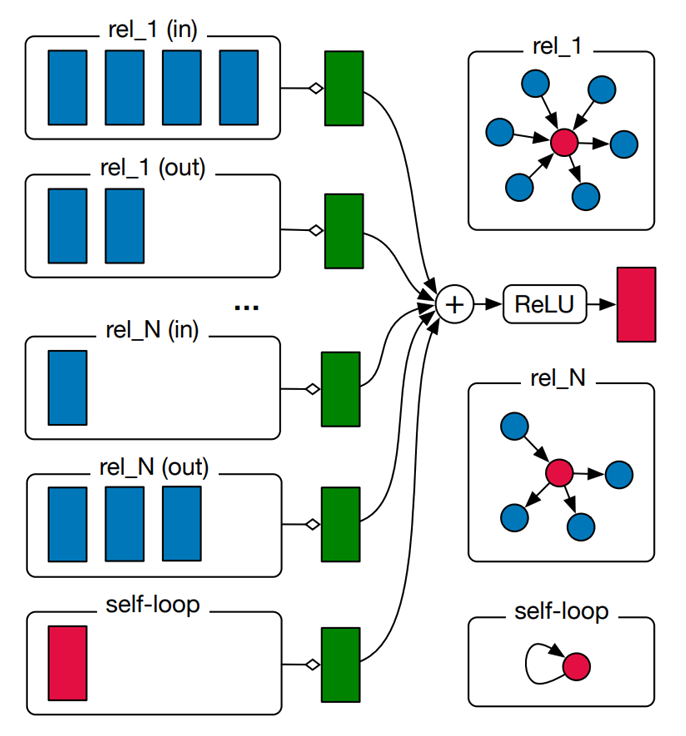 rel_1 (in)
rel_1 (out)
...
rel_N (in)
rel_N (out)
self-loop
+
ReLU
rel_1
rel_N
self-loop